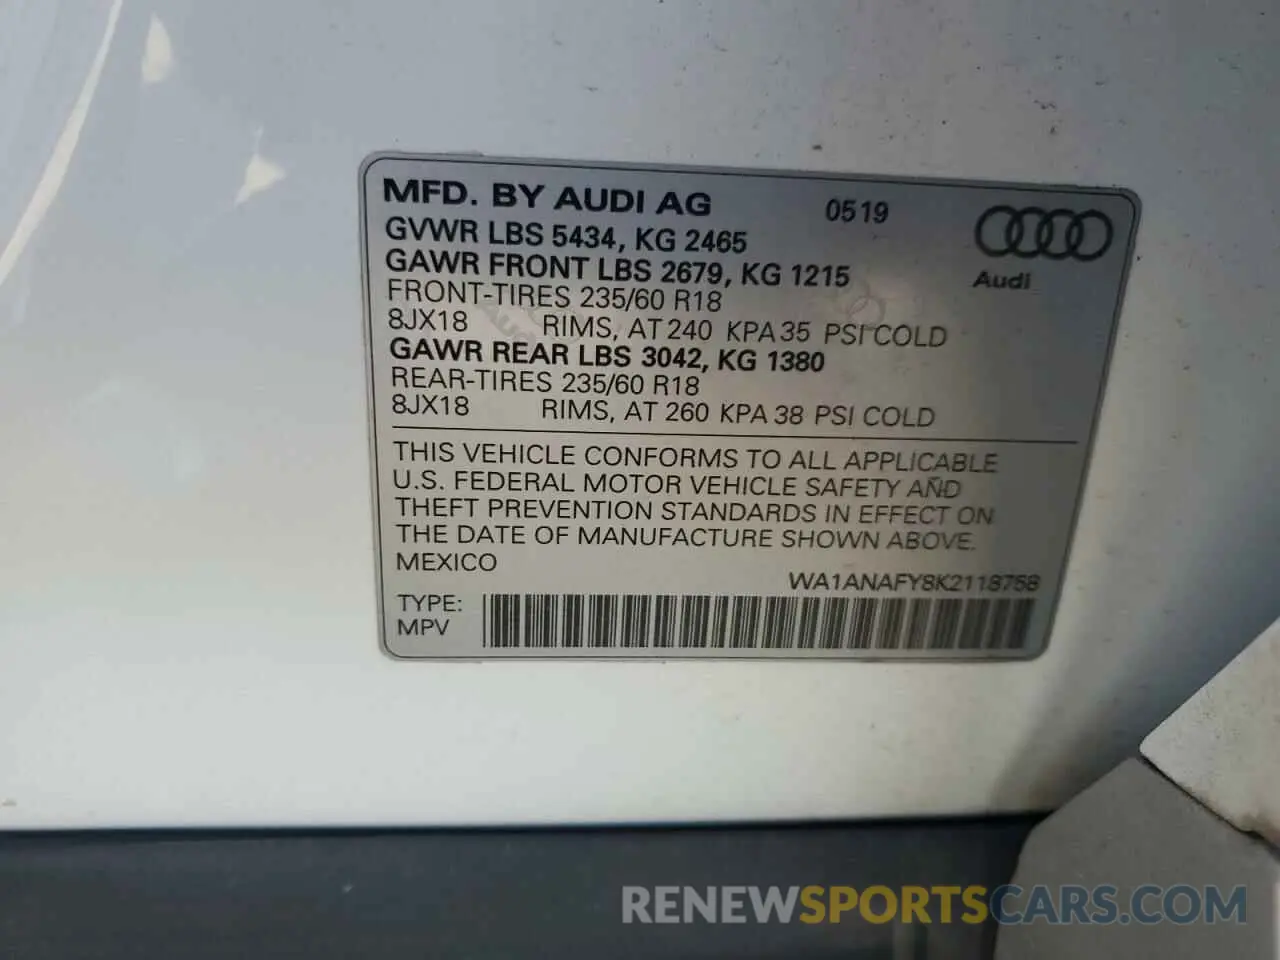 MFD. BY AUDI AG 0519
GVWR LBS 5434, KG 2465
GAWR FRONT LBS 2679, KG 1215
Audi
FRONT-TIRES 235/60 R18
8JX18 RIMS, AT 240 KPA 35 PSI COLD
GAWR REAR LBS 3042, KG 1380
REAR-TIRES 235/60 R18
8JX18 RIMS, AT 260 KPA 38 PSI COLD
THIS VEHICLE CONFORMS TO ALL APPLICABLE
U.S. FEDERAL MOTOR VEHICLE SAFETY AND
THEFT PREVENTION STANDARDS IN EFFECT ON
THE DATE OF MANUFACTURE SHOWN ABOVE.
MEXICO
WA1ANAFY8K2118758
TYPE:
MPV
RENEWSPORTSCARS.COM